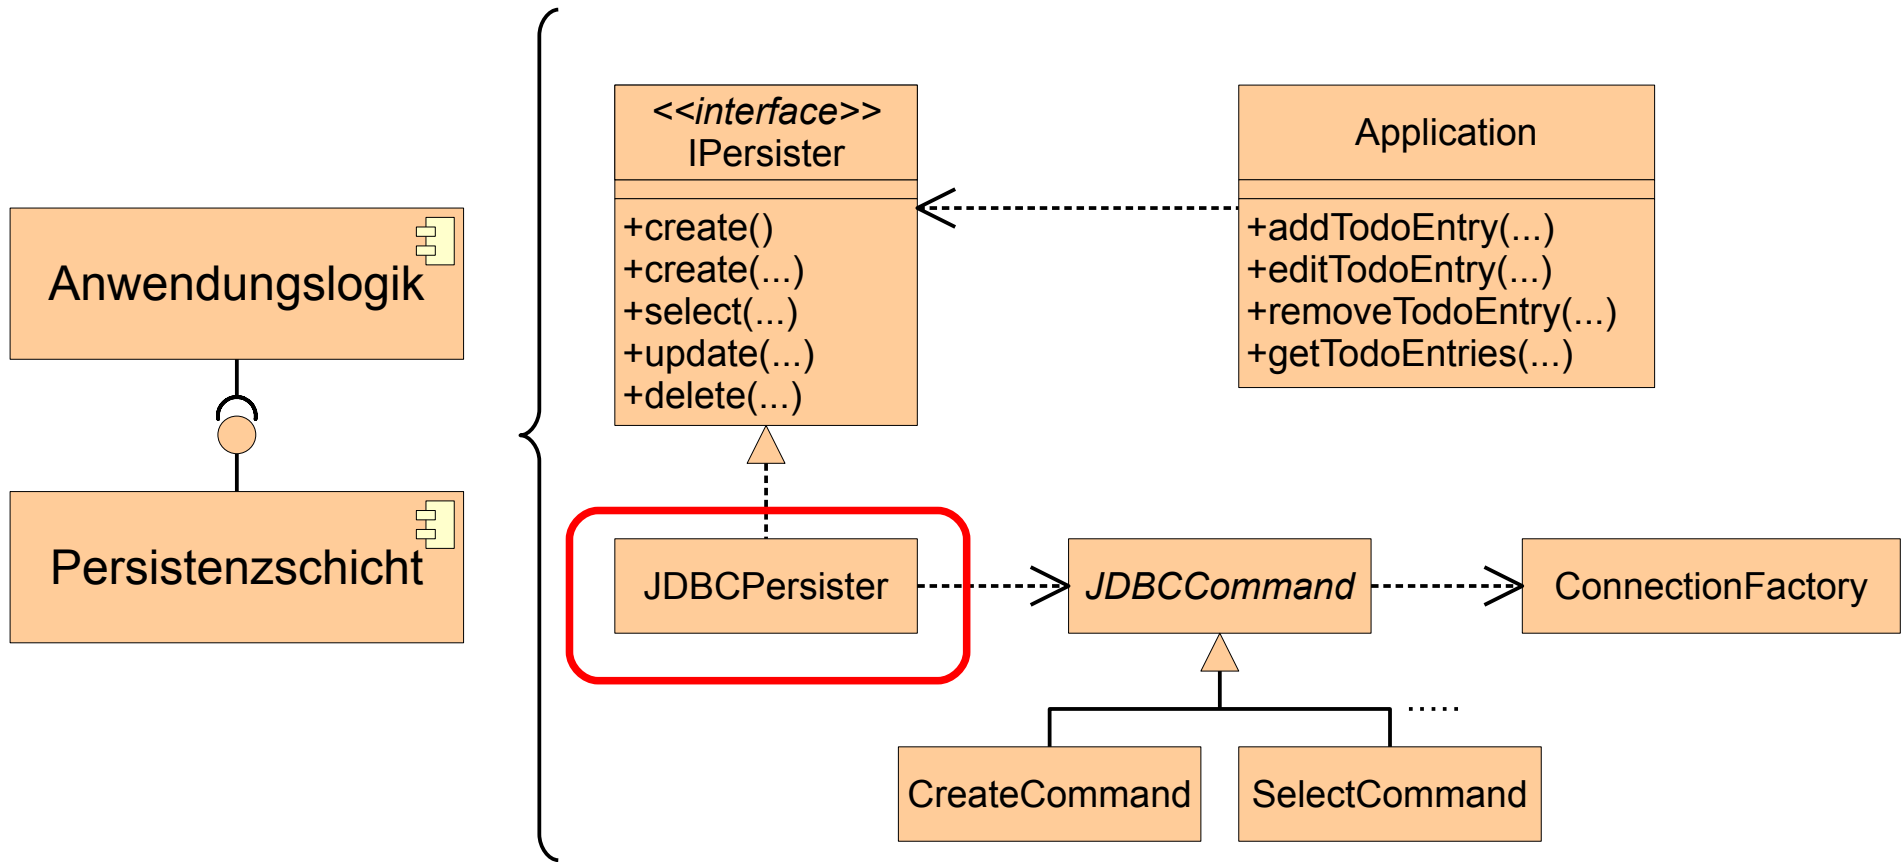 Anwendungslogik
Persistenzschicht
<<interface>>
IPersister
+create()
+create(...)
+select(...)
+update(...)
+delete(...)
Application
+addTodoEntry(...)
+editTodoEntry(...)
+removeTodoEntry(...)
+getTodoEntries(...)
JDBCPersister
JDBCCommand
ConnectionFactory
.....
CreateCommand
SelectCommand